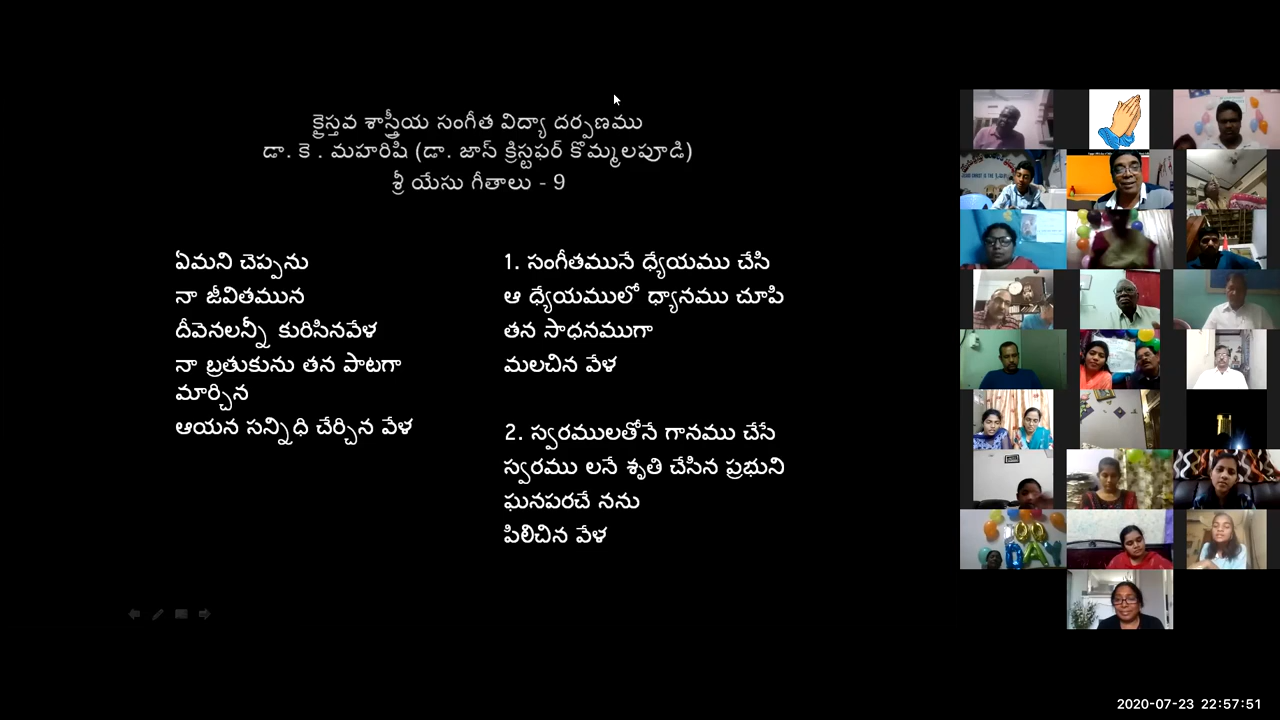 క్రైస్తవ శాస్త్రీయ సంగీత విద్యా దర్పణము
డా. కె . మహరిషి (డా. జాస్ క్రిస్టఫర్ కొమ్మలపూడి)
శ్రీ యేసు గీతాలు - 9
ఏమని చెప్పను
నా జీవితమున
దీవెనలన్నీ కురిసినవేళ
నా బ్రతుకును తన పాటగా
మార్చిన
ఆయన సన్నిధి చేర్చిన వేళ
1. సంగీతమునే ధ్యేయము చేసి
ఆ ధ్యేయములో ధ్యానము చూపి
తన సాధనముగా
మలచిన వేళ
2. స్వరములతోనే గానము చేసే
స్వరము లనే శృతి చేసిన ప్రభుని
ఘనపరచే నను
పిలిచిన వేళ
2020-07-23 22:57:51